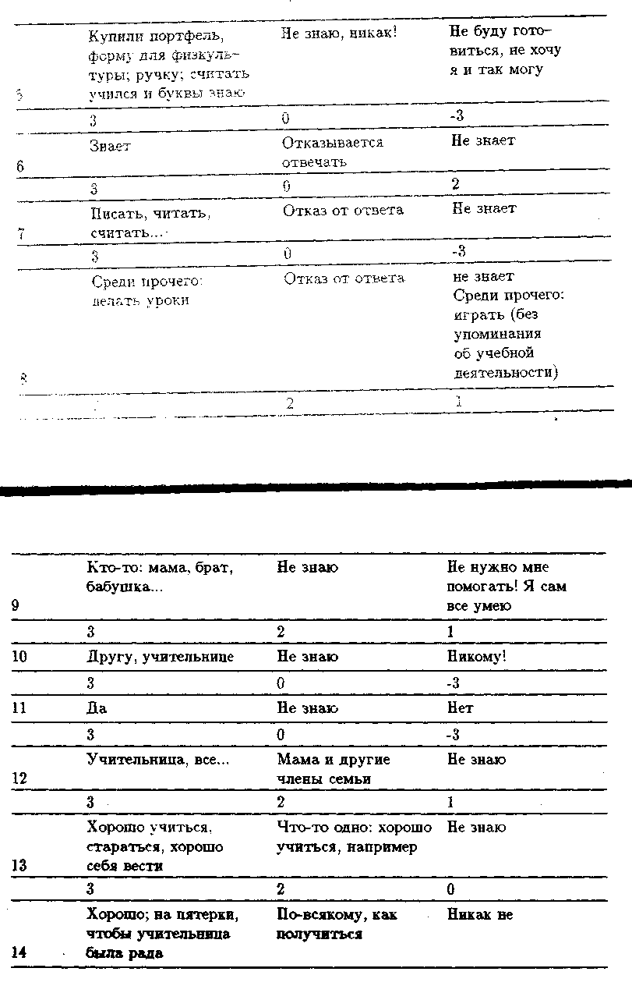 Купили портфель, Не знаю, никак! Не буду гото-
форму для физкуль- виться, не хочу
туры; ручку; считать я и так могу
5 учился и буквы знаю
3 0 -3
Знает Отказывается Не знает
6 отвечать
3 0 2
Писать, читать, Отказ от ответа Не знает
7 считать...
3 0 -3
Среди прочего: Отказ от ответа не знает
делать уроки Среди прочего:
играть (без
упоминания
об учебной
8 деятельности)
2 1
Кто-то: мама, брат, Не знаю Не нужно мне
бабушка... помогать! Я сам
9 все умею
3 2 1
10 Другу, учительнице Не знаю Никому!
3 0 -3
11 Да Не знаю Нет
3 0 -3
Учительница, все... Мама и другие Не знаю
12 члены семьи
3 2 1
Хорошо учиться, Что-то одно: хорошо Не знаю
стараться, хорошо учиться, например
13 себя вести
3 2 0
Хорошо; на пятерки, По-всякому, как Никак не
чтобы учительница получиться
14 была рада